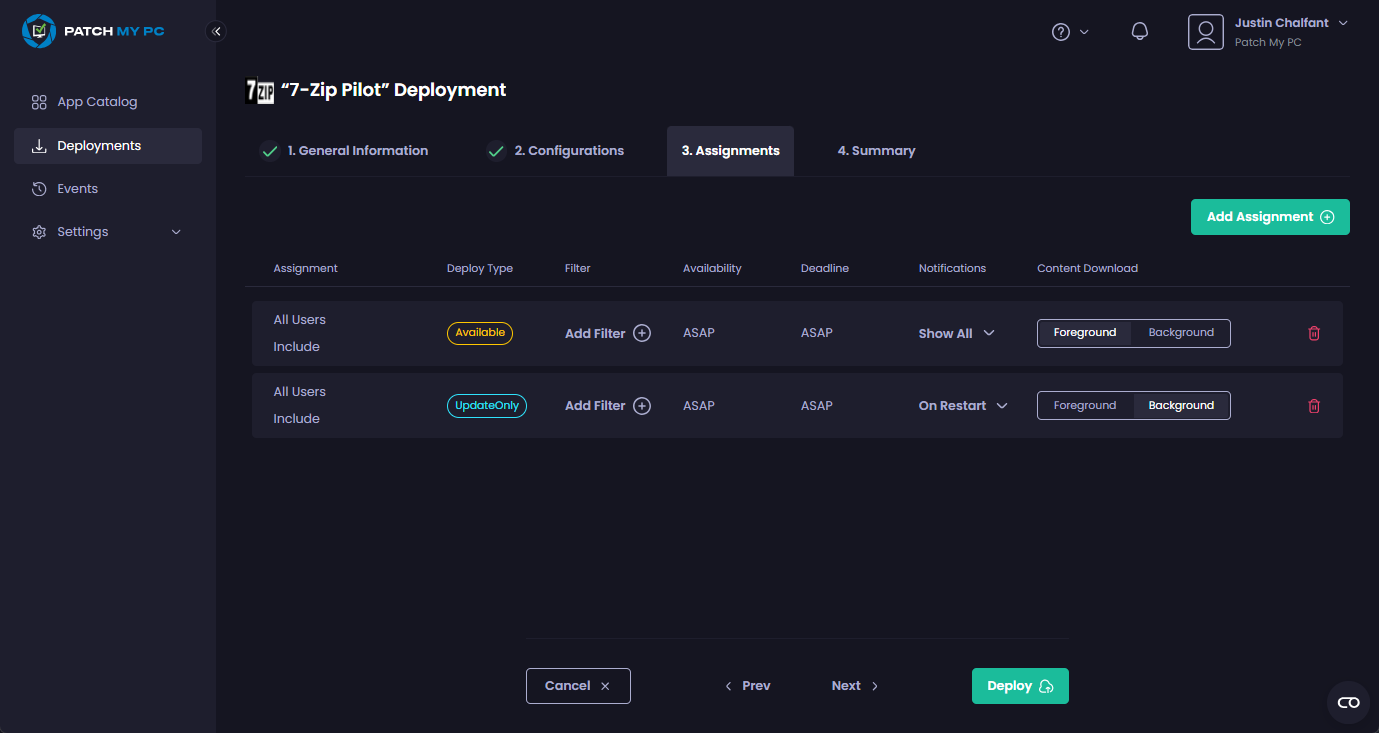 PATCH MY PC
Justin Chalfant
Patch My PC
App Catalog
Deployments
Events
Settings
7ZIP “7-Zip Pilot” Deployment
1. General Information 2. Configurations 3. Assignments 4. Summary
Add Assignment
Assignment Deploy Type Filter Availability Deadline Notifications Content Download
All Users
Include
Available Add Filter ASAP ASAP Show All Foreground Background
All Users
Include
UpdateOnly Add Filter ASAP ASAP On Restart Foreground Background
Cancel Prev Next Deploy